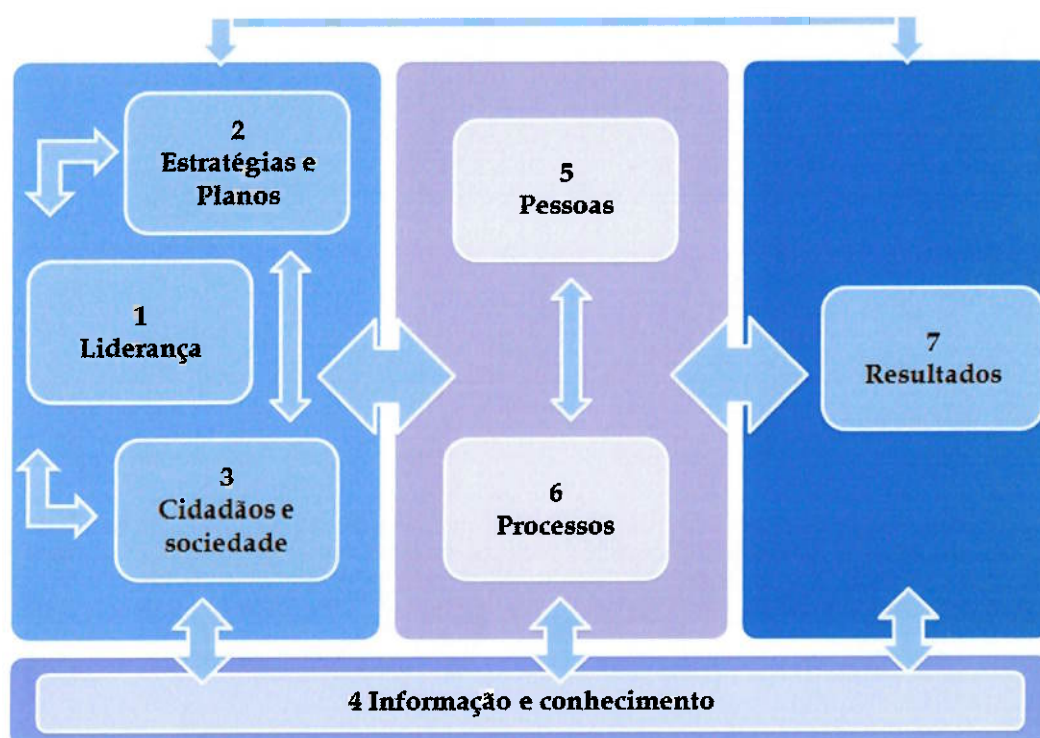 2
Estratégias e
Planos
1
Liderança
3
Cidadãos e
sociedade
5
Pessoas
6
Processos
7
Resultados
4 Informação e conhecimento